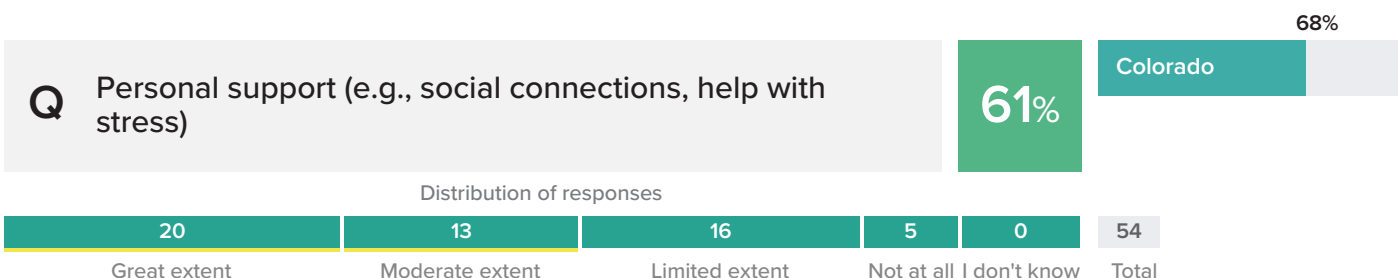 68%
Q Personal support (e.g., social connections, help with
stress)
61%
Colorado
Distribution of responses
20 13 16 5 0 54
Great extent Moderate extent Limited extent Not at all I don't know Total